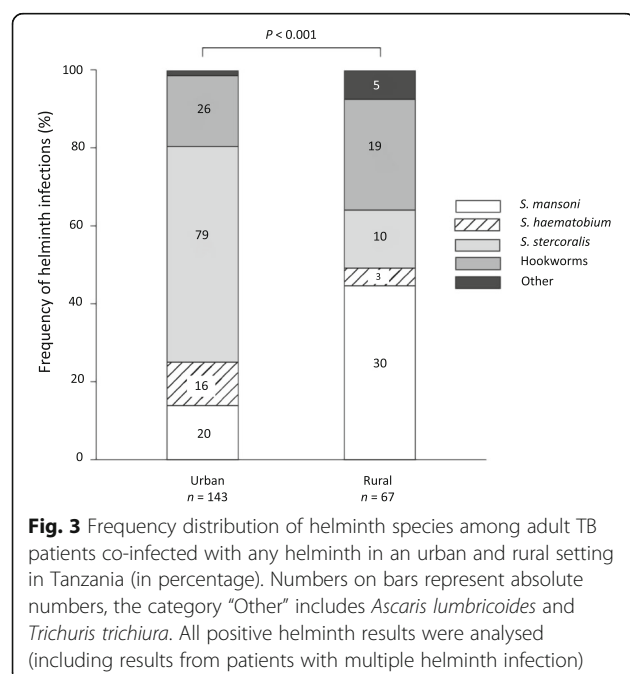 P < 0.001
Frequency of helminth infections (%)
100
80
60
40
20
0
26
79
16
20
5
19
10
3
30
S. mansoni
S. haematobium
S. stercoralis
Hookworms
Other
Urban
n = 143
Rural
n = 67
Fig. 3 Frequency distribution of helminth species among adult TB
patients co-infected with any helminth in an urban and rural setting
in Tanzania (in percentage). Numbers on bars represent absolute
numbers, the category “Other” includes Ascaris lumbricoides and
Trichuris trichiura. All positive helminth results were analysed
(including results from patients with multiple helminth infection)